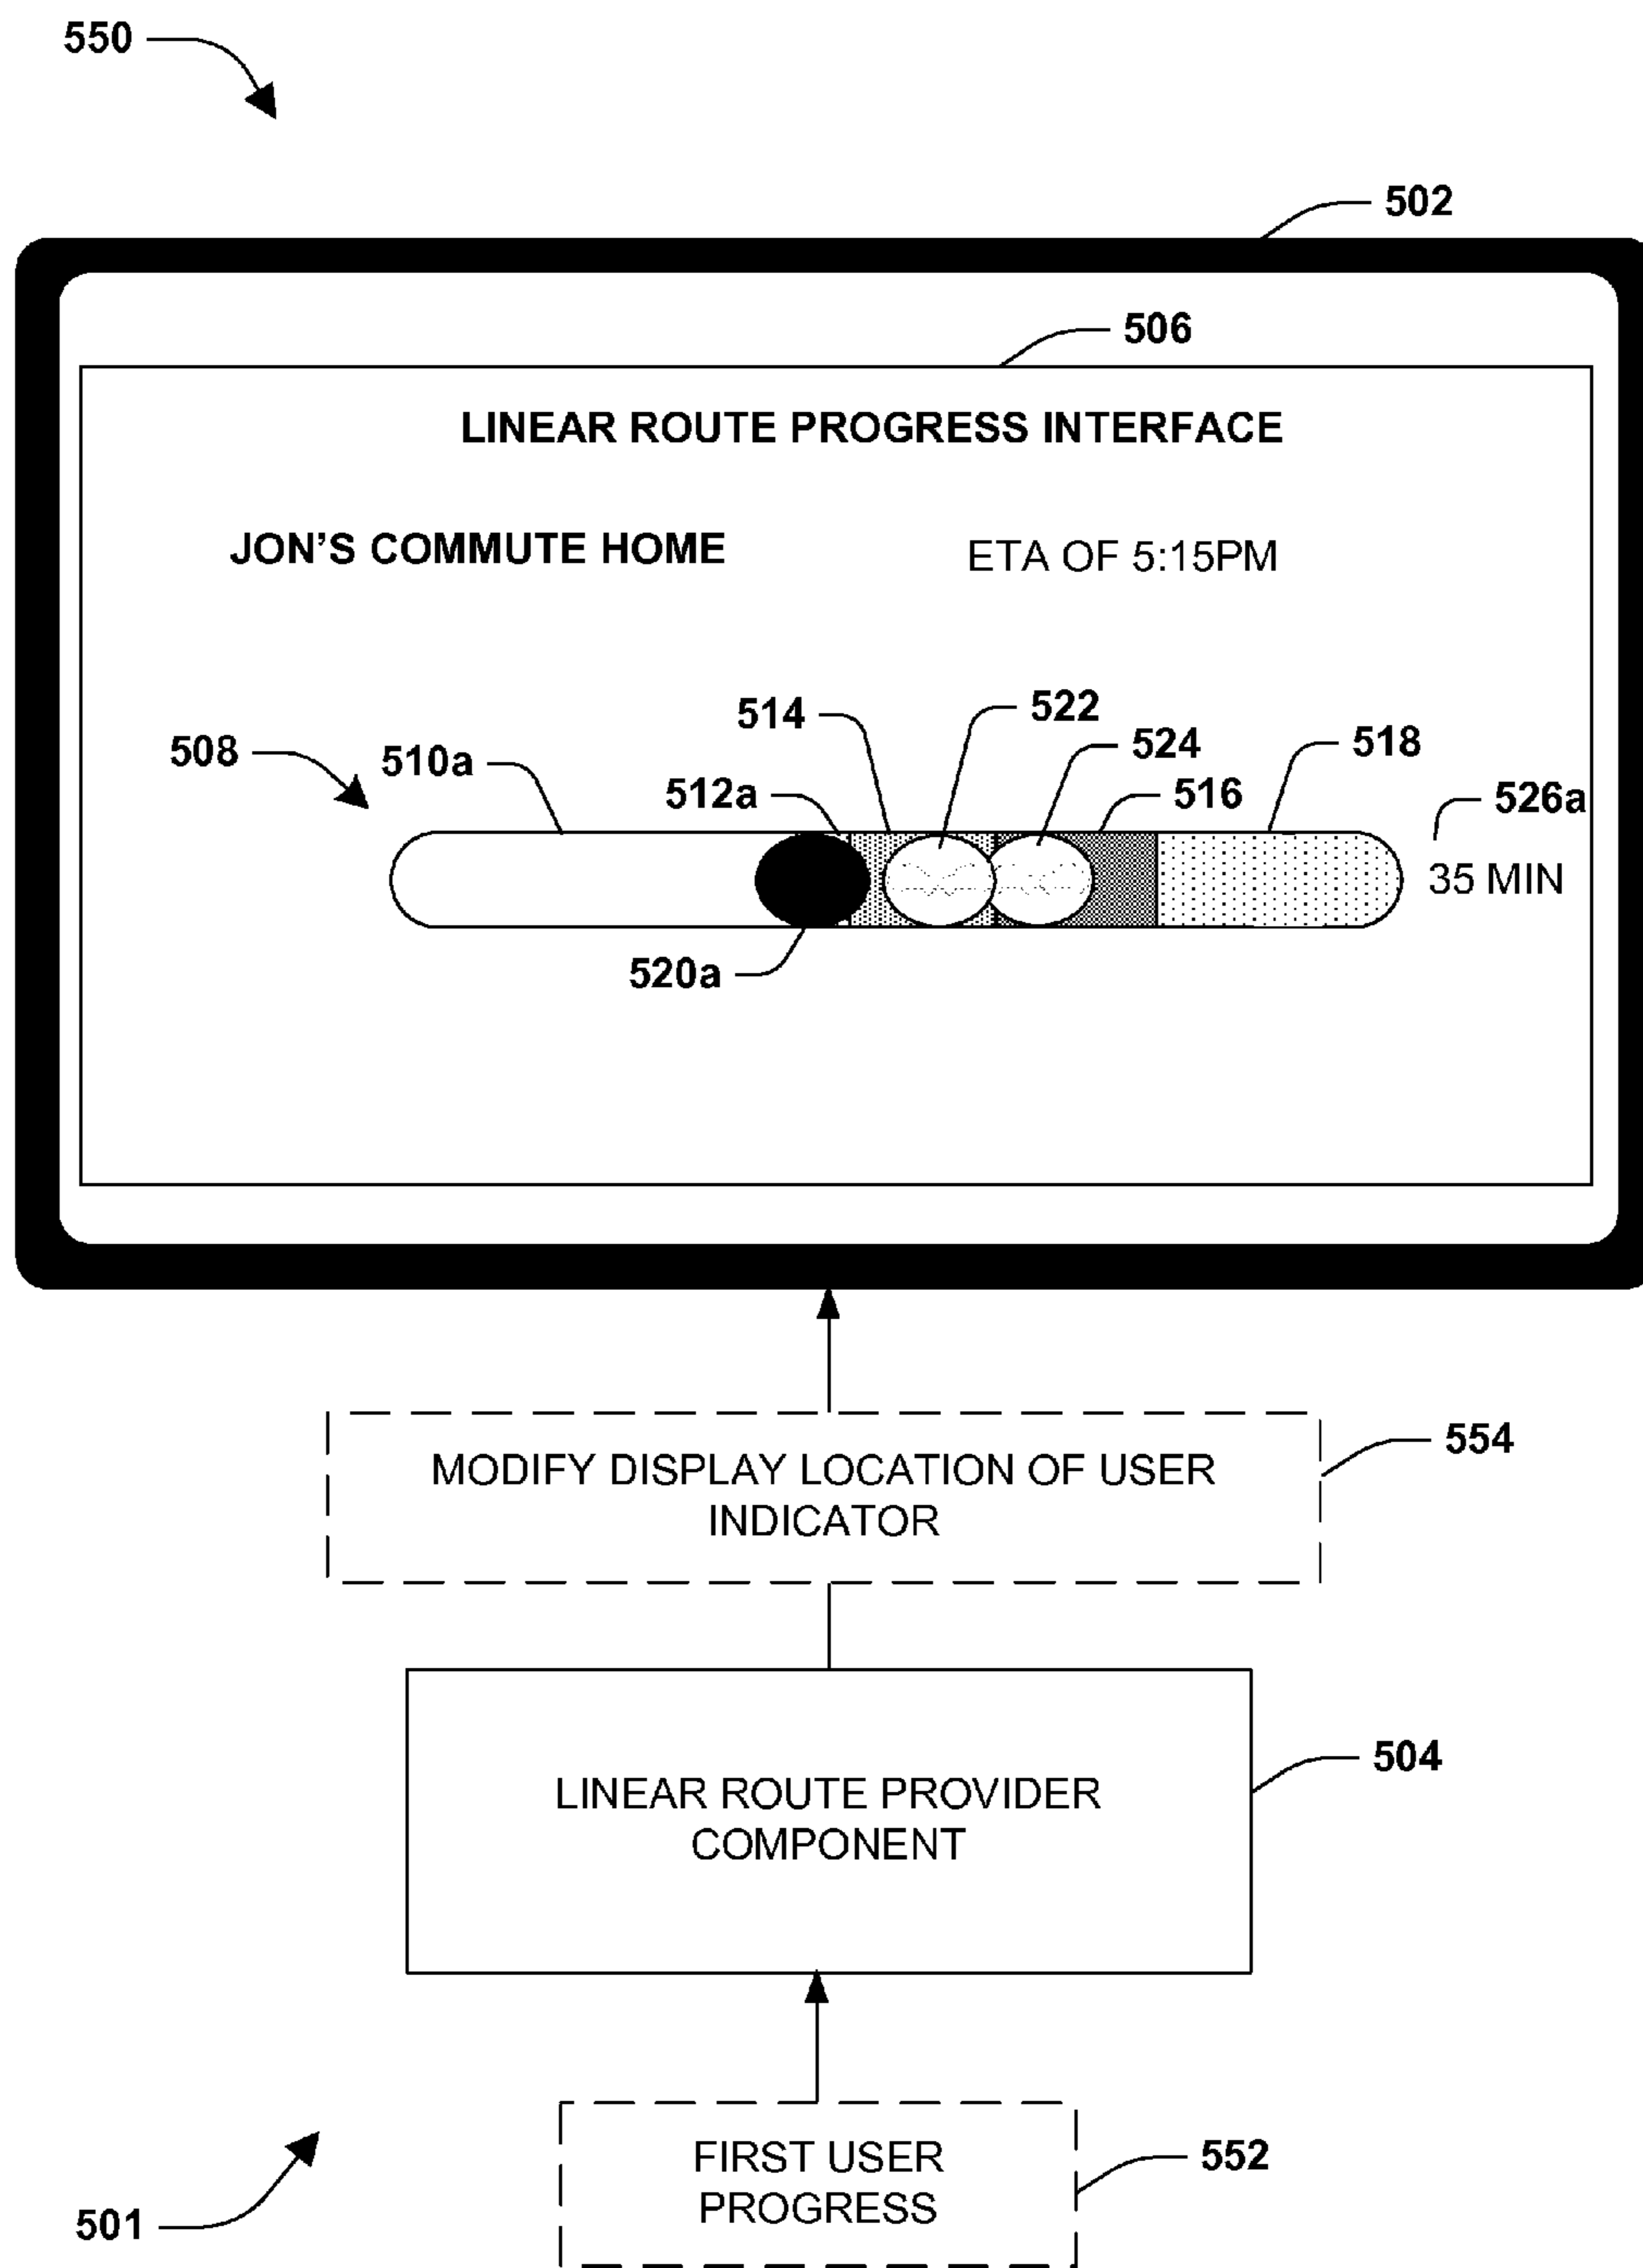 550
502
506
LINEAR ROUTE PROGRESS INTERFACE
JON'S COMMUTE HOME
ETA OF 5:15PM
514
522
508
510a
524
518
512a
516
526a
35 MIN
520a
MODIFY DISPLAY LOCATION OF USER
INDICATOR
554
LINEAR ROUTE PROVIDER
COMPONENT
504
FIRST USER
PROGRESS
552
501